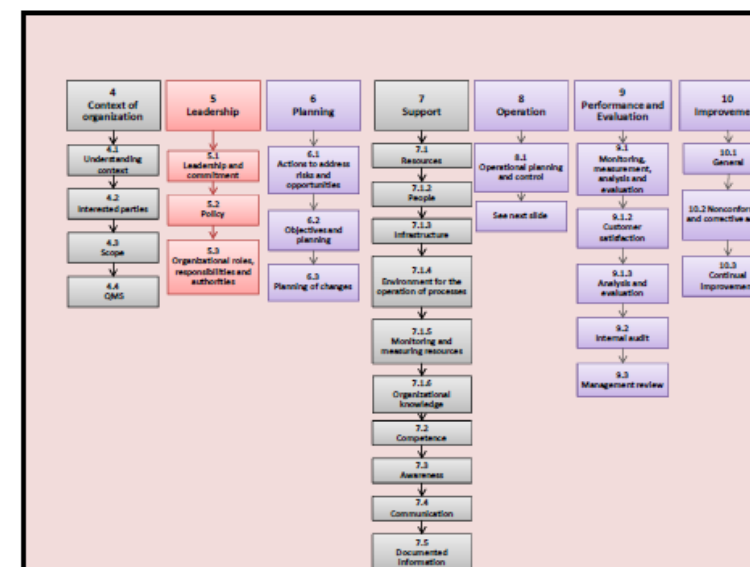 4
Context of
organization
4.1
Understanding
context
4.2
Interested parties
4.3
Scope
4.4
QMS
5
Leadership
5.1
Leadership and
commitment
5.2
Policy
5.3
Organizational roles,
responsibilities and
authorities
6
Planning
6.1
Actions to address
risks and
opportunities
6.2
Objectives and
planning
6.3
Planning of changes
7
Support
7.1
Resources
7.1.2
People
7.1.3
Infrastructure
7.1.4
Environment for the
operation of processes
7.1.5
Monitoring and
measuring resources
7.1.6
Organizational
knowledge
7.2
Competence
7.3
Awareness
7.4
Communication
7.5
Documented
Information
8
Operation
8.1
Operational planning
and control
See next slide
9
Performance and
Evaluation
9.1
Monitoring,
measurement,
analysis and
evaluation
9.1.2
Customer
satisfaction
9.1.3
Analysis and
evaluation
9.2
Internal audit
9.3
Management review
10
Improveme
10.1
General
10.2 Nonconfor
and corrective a
10.3
Continual
Improvemen